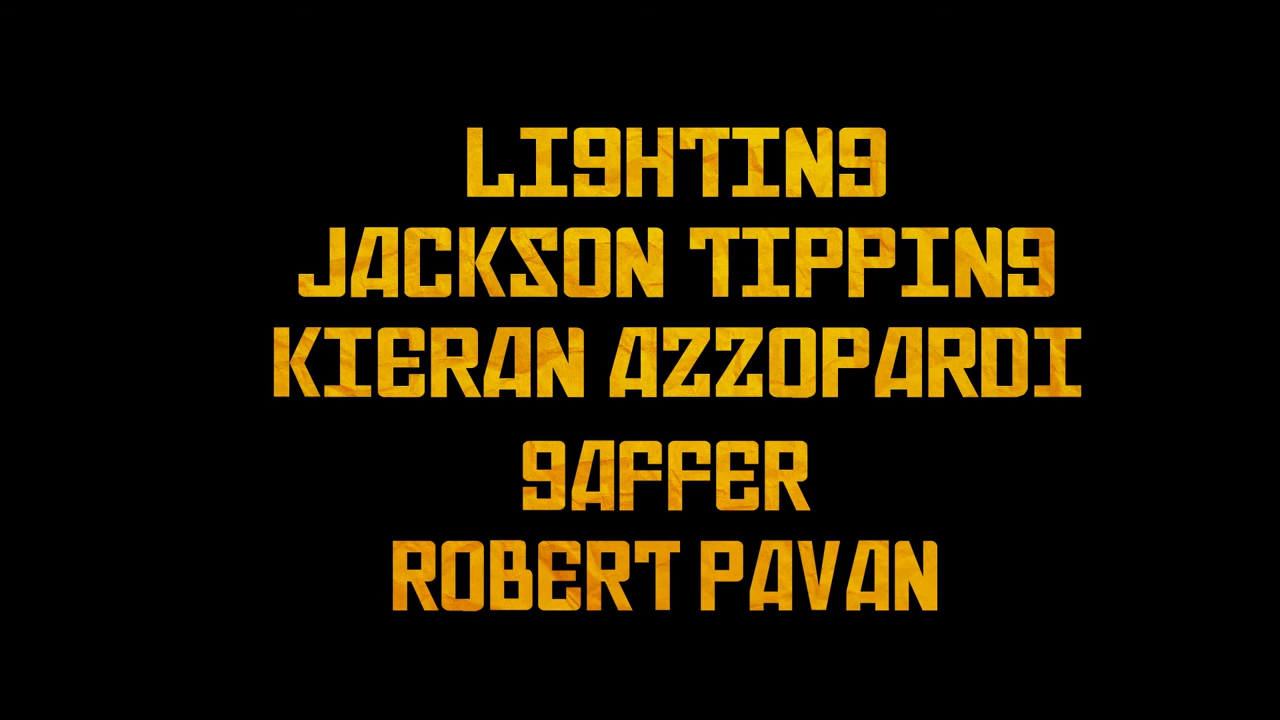 LIGHTING
JACKSON TIPPING
KIERAN AZZOPARDI
GAFFER
ROBERT PAVAN